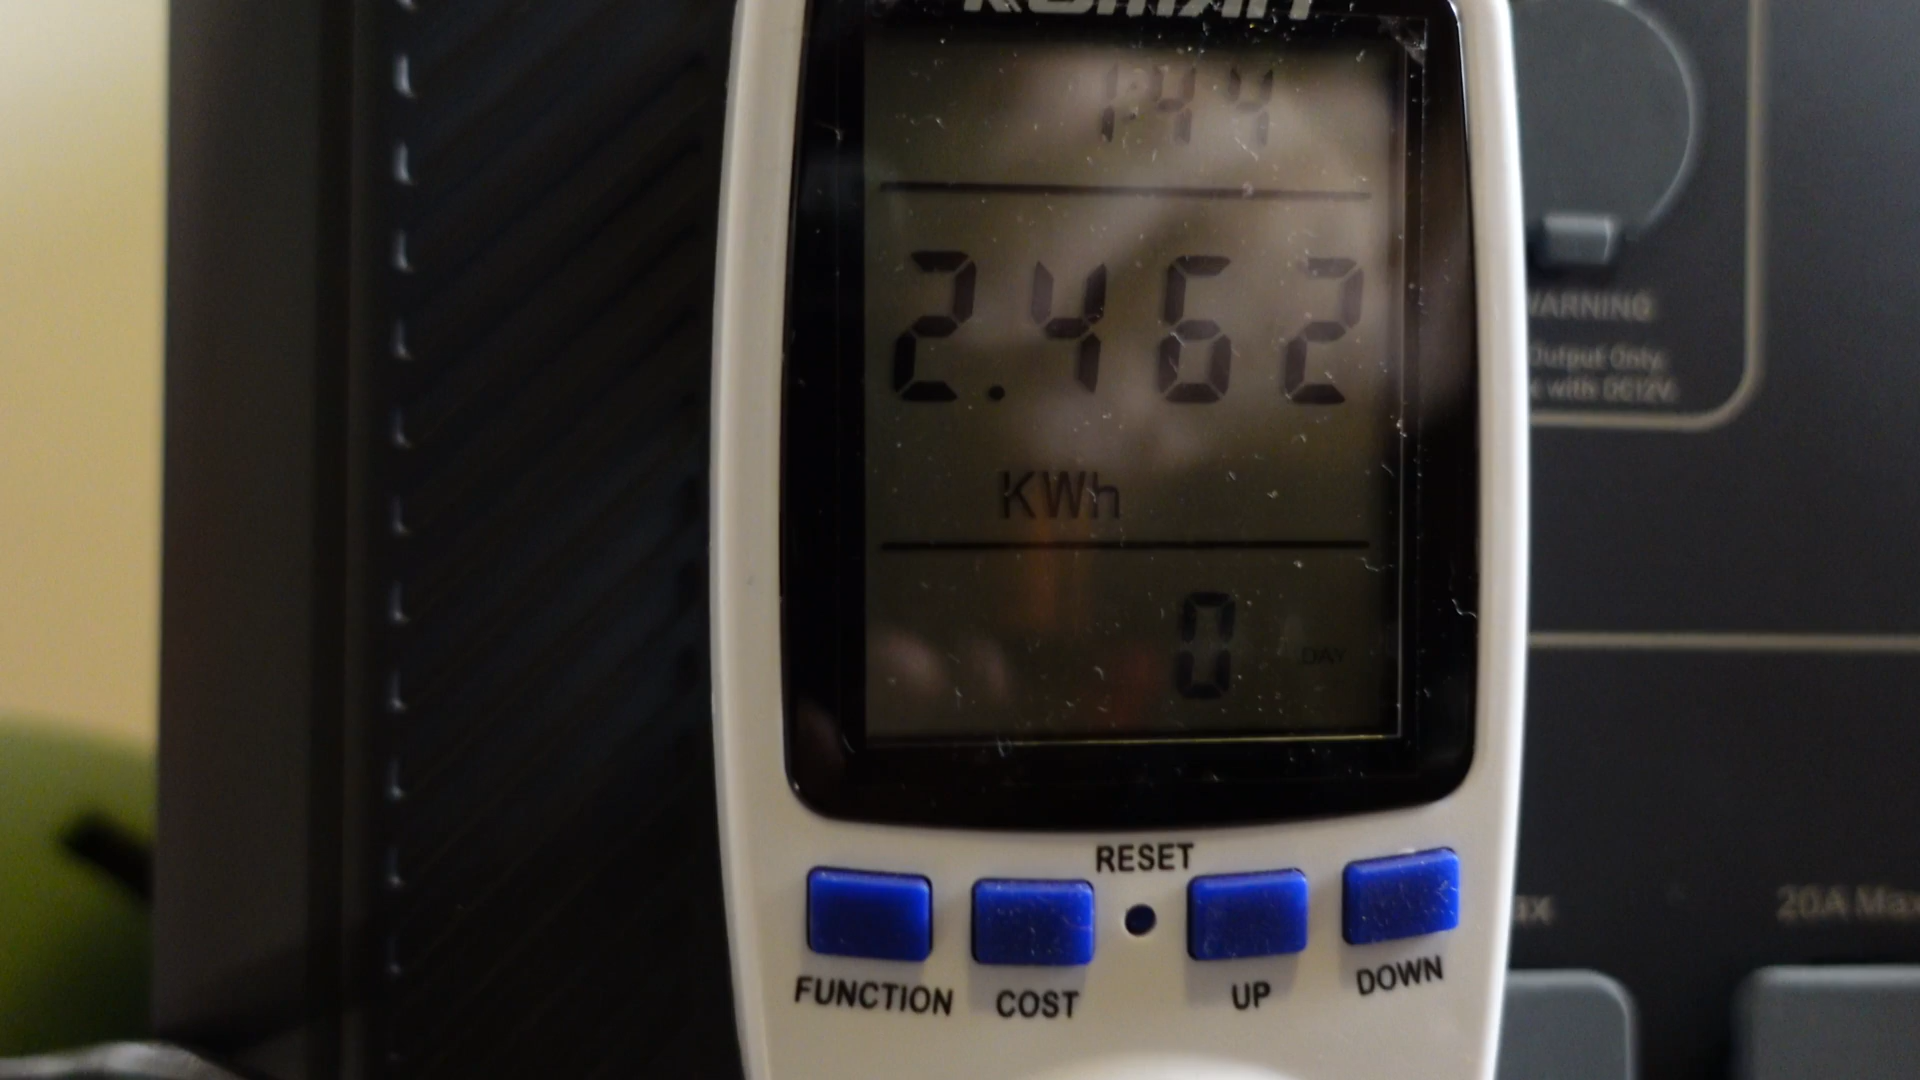 1:44
2.462
KWh
0 DAY
RESET
FUNCTION COST UP DOWN
WARNING
Output Only.
with DC12V.
20A Max